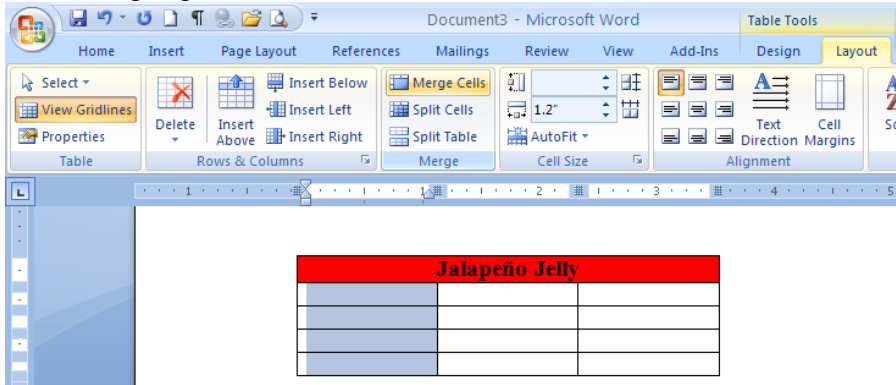 Document3 - Microsoft Word
Table Tools
Home Insert Page Layout References Mailings Review View Add-Ins Design Layout
Select
View Gridlines
Properties
Table
Delete
Insert Above
Insert Below
Insert Left
Insert Right
Rows & Columns
Merge Cells
Split Cells
Split Table
Merge
1.2"
AutoFit
Cell Size
Text Direction
Cell Margins
Alignment
L 1 1 2 3 4 5
Jalapeño Jelly